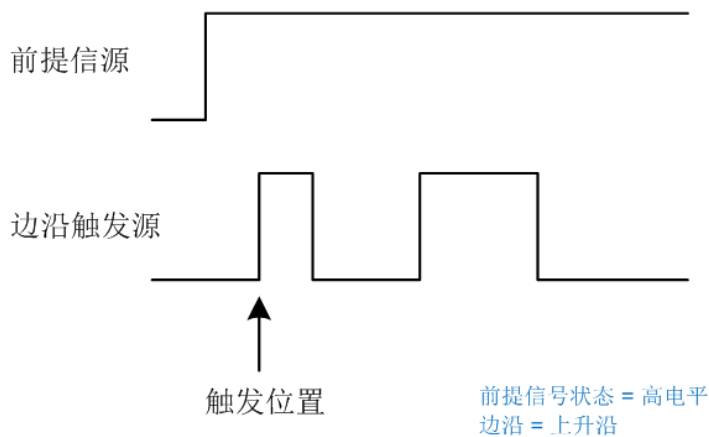 前提信源
边沿触发源
触发位置
前提信号状态 = 高电平
边沿 = 上升沿